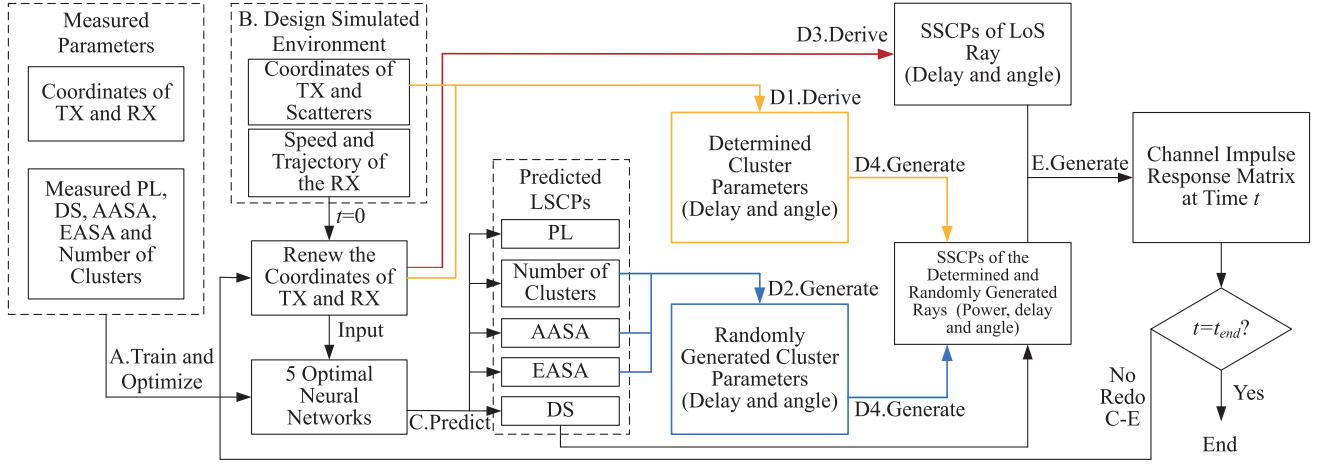 Measured
Parameters
Coordinates of
TX and RX
Measured PL,
DS, AASA,
EASA and
Number of
Clusters
A.Train and
Optimize
B. Design Simulated
Environment
Coordinates of
TX and
Scatterers
Speed and
Trajectory of
the RX
t=0
Renew the
Coordinates of
TX and RX
Input
5 Optimal
Neural
Networks
C.Predict
Predicted
LSCPs
PL
Number of
Clusters
AASA
EASA
DS
D3.Derive
D1.Derive
Determined
Cluster
Parameters
(Delay and angle)
D4.Generate
D2.Generate
Randomly
Generated Cluster
Parameters
(Delay and angle)
D4.Generate
SSCPs of LoS
Ray
(Delay and angle)
E.Generate
SSCPs of the
Determined and
Randomly Generated
Rays (Power, delay
and angle)
Channel Impulse
Response Matrix
at Time t
t=tend?
No
Redo
C-E
Yes
End